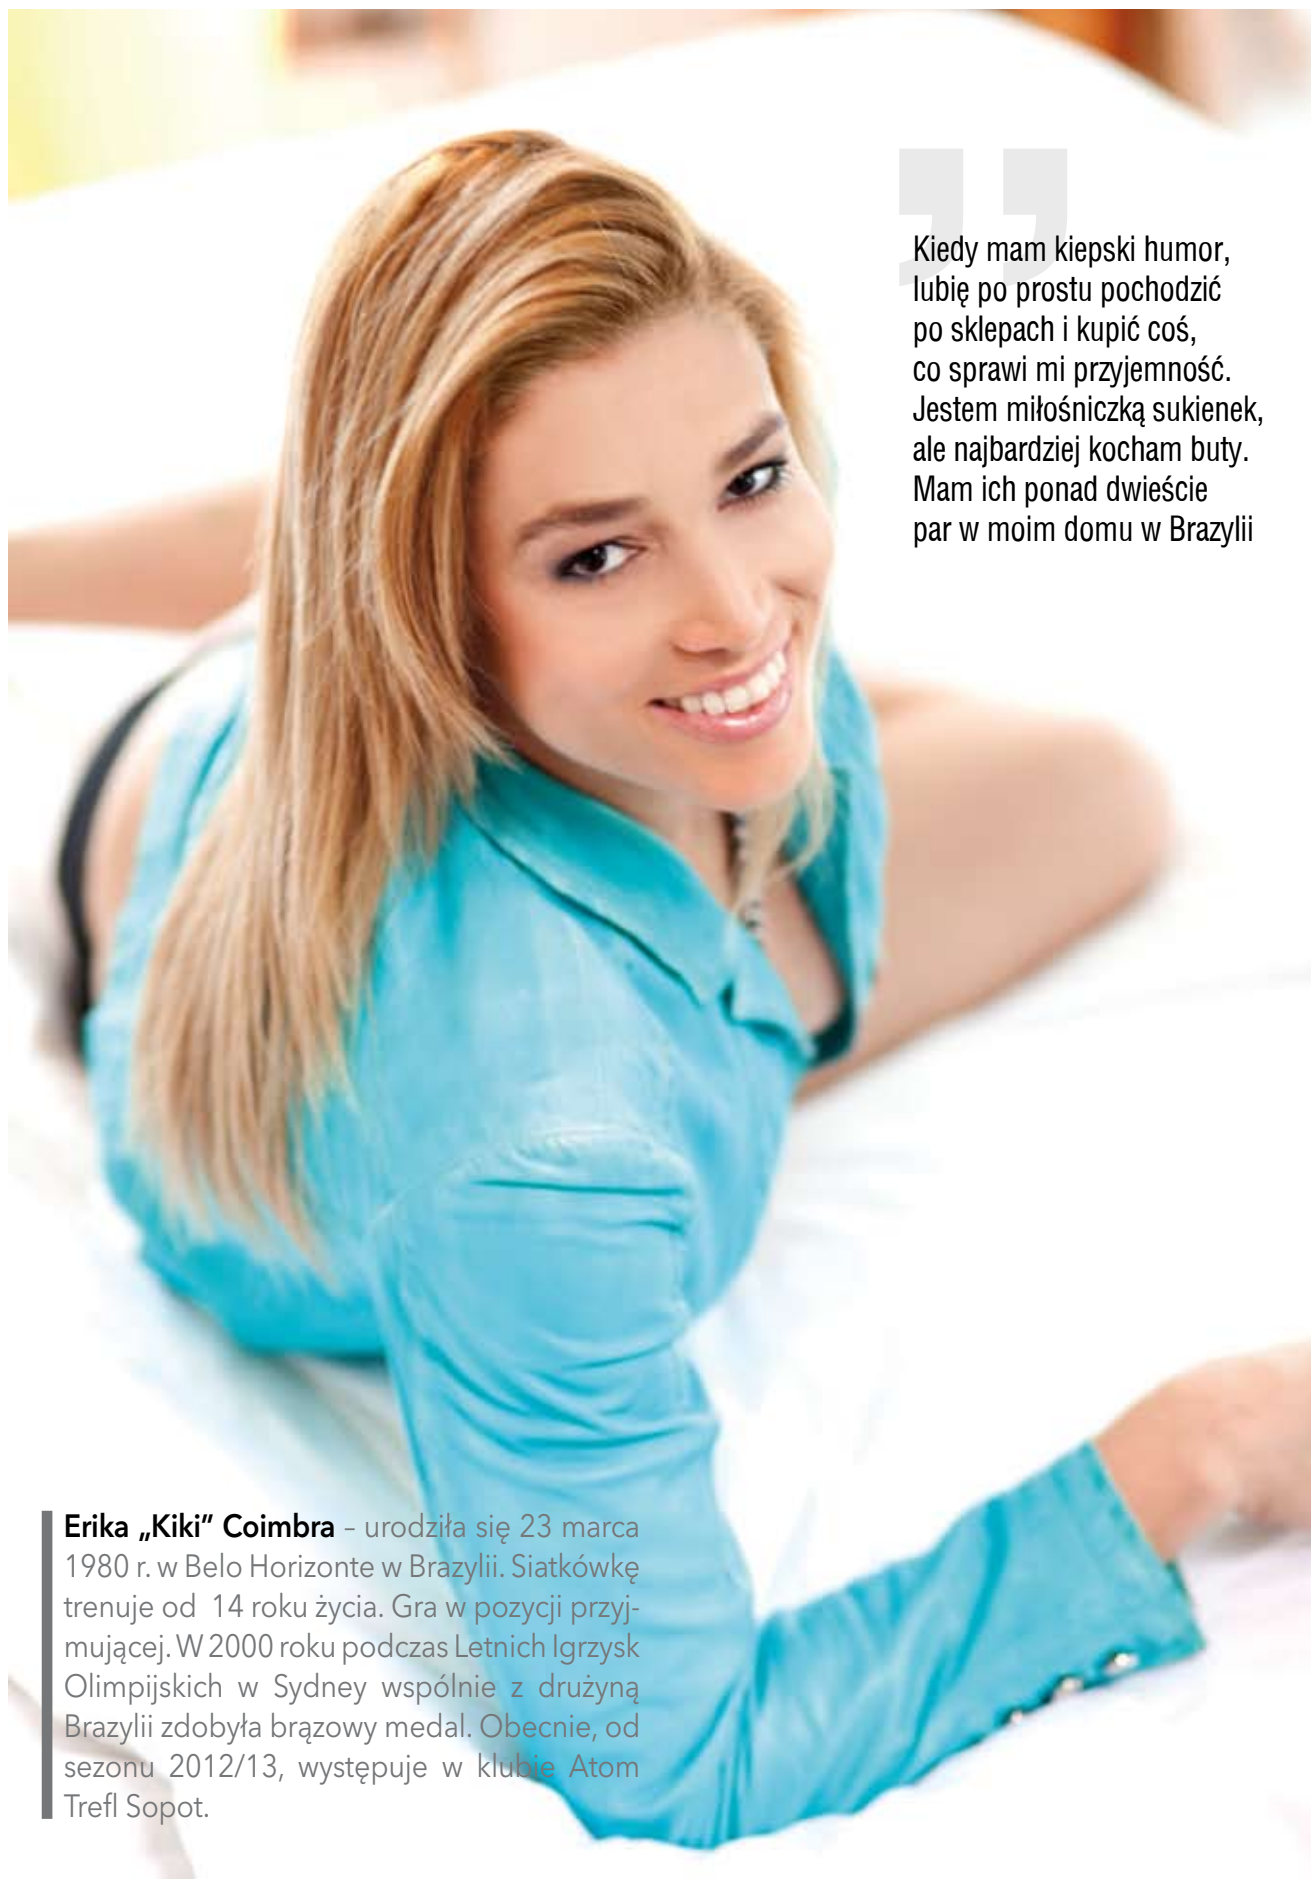 ”
Kiedy mam kiepski humor,
lubię po prostu pochodzić
po sklepach i kupić coś,
co sprawi mi przyjemność.
Jestem miłośniczką sukienek,
ale najbardziej kocham buty.
Mam ich ponad dwieście
par w moim domu w Brazylii
Erika „Kiki” Coimbra – urodziła się 23 marca
1980 r. w Belo Horizonte w Brazylii. Siatkówkę
trenuje od 14 roku życia. Gra w pozycji przyj-
mującej. W 2000 roku podczas Letnich Igrzysk
Olimpijskich w Sydney wspólnie z drużyną
Brazylii zdobyła brązowy medal. Obecnie, od
sezonu 2012/13, występuje w klubie Atom
Trefl Sopot.